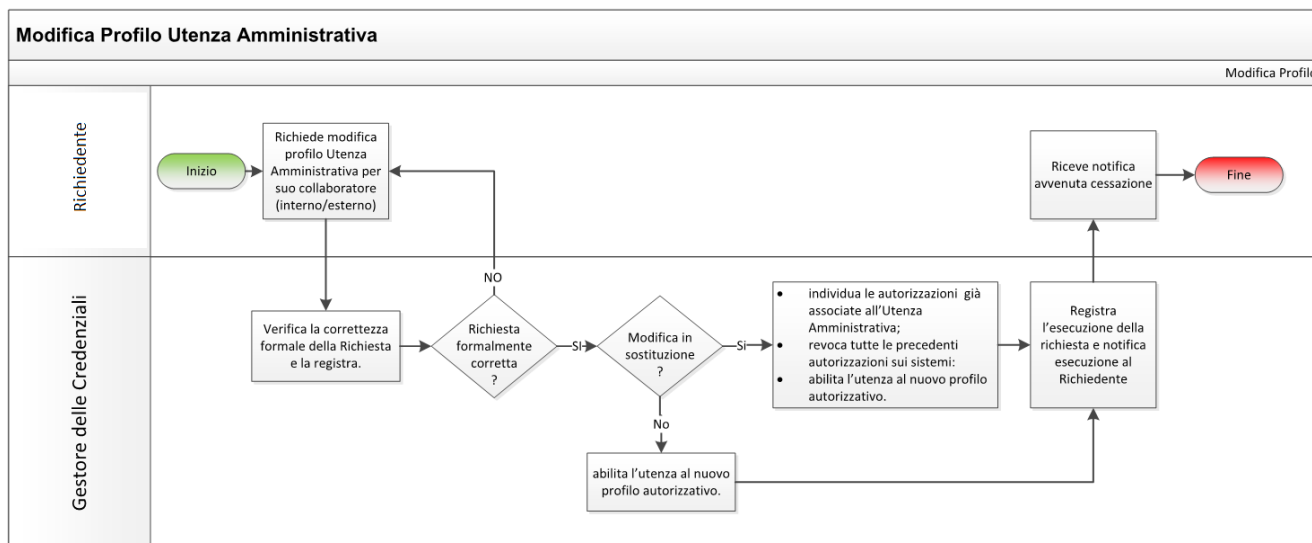 Modifica Profilo Utenza Amministrativa
Modifica Profilo
Richiedente
Inizio
Richiede modifica
profilo Utenza
Amministrativa per
suo collaboratore
(interno/esterno)
Riceve notifica
avvenuta cessazione
Fine
Gestore delle Credenziali
Verifica la correttezza
formale della Richiesta
e la registra.
NO
Richiesta
formalmente
corretta
?
SI
Modifica in
sostituzione
?
Si
No
• individua le autorizzazioni già
associate all’Utenza
Amministrativa;
• revoca tutte le precedenti
autorizzazioni sui sistemi:
• abilita l’utenza al nuovo profilo
autorizzativo.
Registra
l’esecuzione della
richiesta e notifica
esecuzione al
Richiedente
abilita l’utenza al nuovo
profilo autorizzativo.